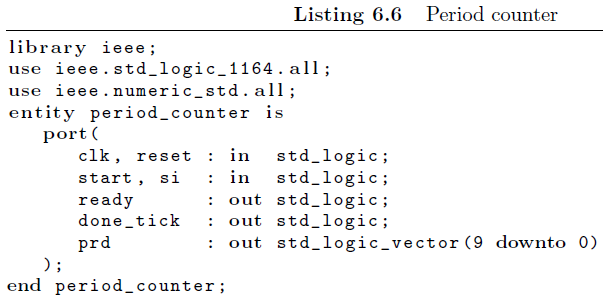 Listing 6.6 Period counter
library ieee;
use ieee.std_logic_1164.all;
use ieee.numeric_std.all;
entity period_counter is
   port(
      clk, reset : in  std_logic;
      start, si  : in  std_logic;
      ready      : out std_logic;
      done_tick  : out std_logic;
      prd        : out std_logic_vector(9 downto 0)
   );
end period_counter;